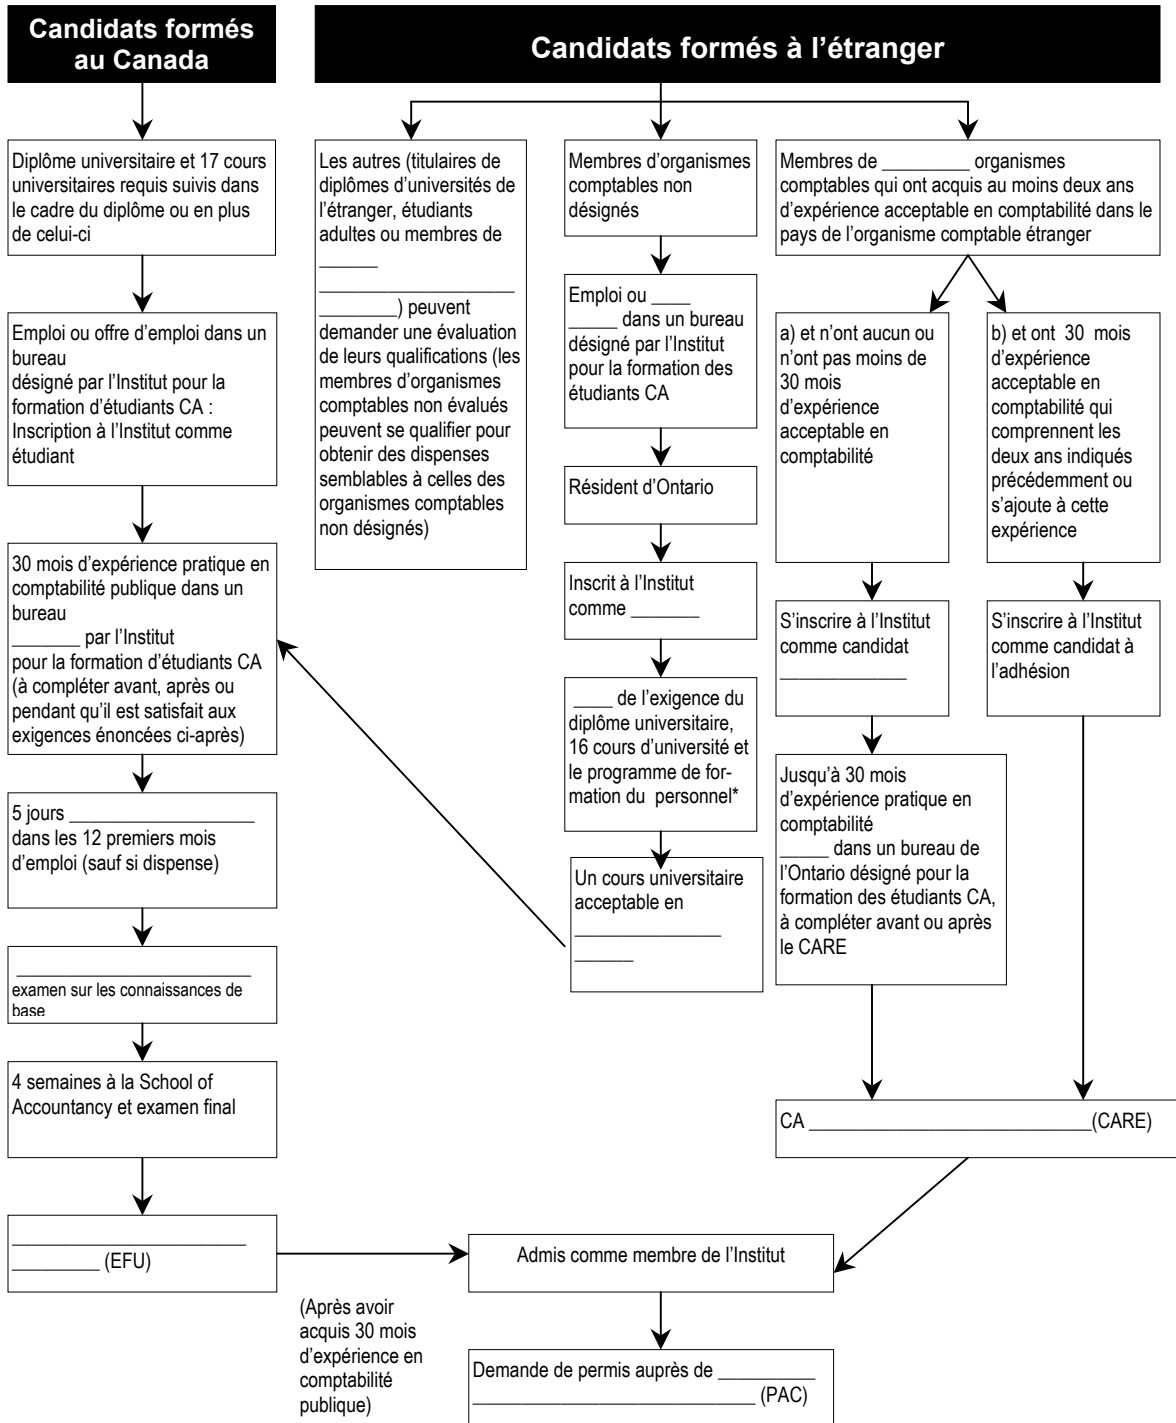 Candidats formés
au Canada
Candidats formés à l’étranger
Diplôme universitaire et 17 cours
universitaires requis suivis dans
le cadre du diplôme ou en plus
de celui-ci
Emploi ou offre d’emploi dans un
bureau
désigné par l’Institut pour la
formation d’étudiants CA :
Inscription à l’Institut comme
étudiant
30 mois d’expérience pratique en
comptabilité publique dans un
bureau
_______ par l’Institut
pour la formation d’étudiants CA
(à compléter avant, après ou
pendant qu’il est satisfait aux
exigences énoncées ci-après)
5 jours ___________________
dans les 12 premiers mois
d’emploi (sauf si dispense)
________________________
examen sur les connaissances de
base
4 semaines à la School of
Accountancy et examen final
________________________
_________ (EFU)
Les autres (titulaires de
diplômes d’universités de
l’étranger, étudiants
adultes ou membres de
______
____________________
________) peuvent
demander une évaluation
de leurs qualifications (les
membres d’organismes
comptables non évalués
peuvent se qualifier pour
obtenir des dispenses
semblables à celles des
organismes comptables
non désignés)
Membres d’organismes
comptables non
désignés
Emploi ou ____
_____ dans un bureau
désigné par l’Institut
pour la formation des
étudiants CA
Résident d’Ontario
Inscrit à l’Institut
comme _______
____ de l’exigence du
diplôme universitaire,
16 cours d’université et
le programme de for-
mation du personnel*
Un cours universitaire
acceptable en
_______________
______
Membres de _________ organismes
comptables qui ont acquis au moins deux ans
d’expérience acceptable en comptabilité dans le
pays de l’organisme comptable étranger
a) et n’ont aucun ou
n’ont pas moins de
30 mois
d’expérience
acceptable en
comptabilité
b) et ont 30 mois
d’expérience
acceptable en
comptabilité qui
comprennent les
deux ans indiqués
précédemment ou
s’ajoute à cette
expérience
S’inscrire à l’Institut
comme candidat
_____________
S’inscrire à l’Institut
comme candidat à
l’adhésion
Jusqu’à 30 mois
d’expérience pratique en
comptabilité
_____ dans un bureau de
l’Ontario désigné pour la
formation des étudiants CA,
à compléter avant ou après
le CARE
CA _____________________________(CARE)
Admis comme membre de l’Institut
(Après avoir
acquis 30 mois
d’expérience en
comptabilité
publique)
Demande de permis auprès de __________
_____________________________ (PAC)